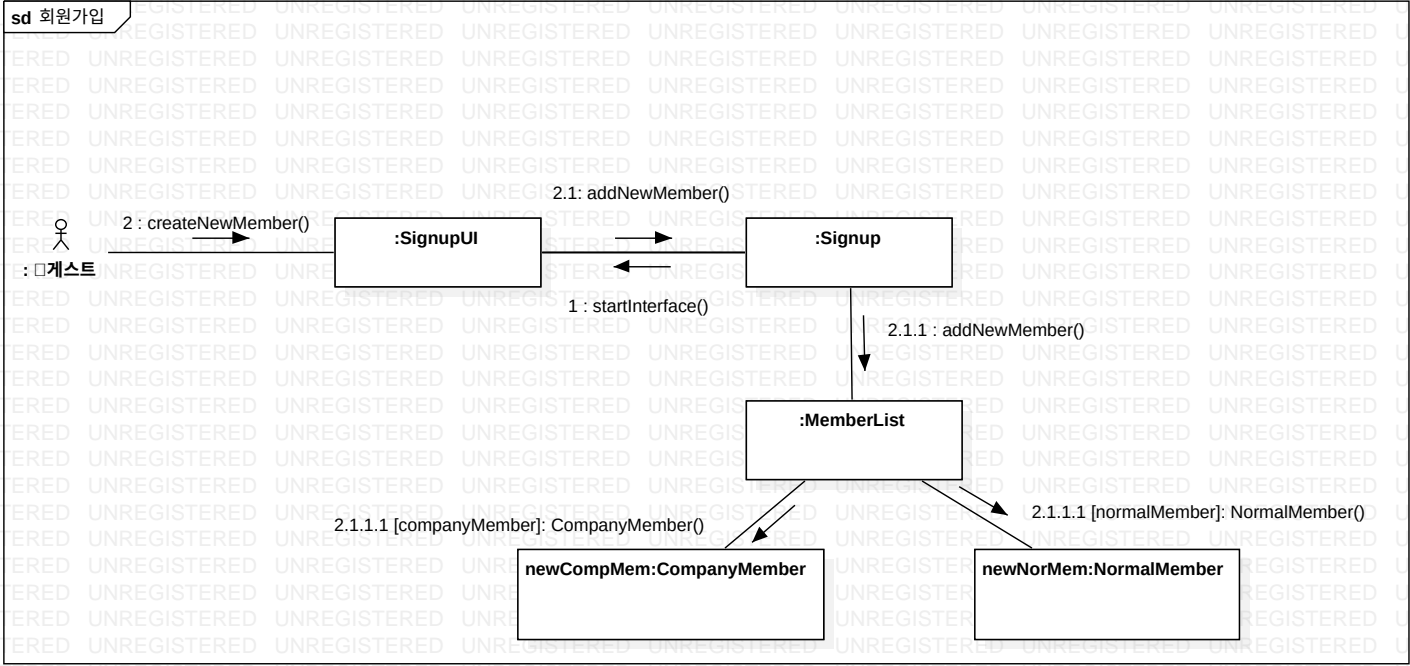 sd 회원가입
2.1: addNewMember()
2 : createNewMember()
:SignupUI
:Signup
: □게스트
1 : startInterface()
2.1.1 : addNewMember()
:MemberList
2.1.1.1 [companyMember]: CompanyMember()
2.1.1.1 [normalMember]: NormalMember()
newCompMem:CompanyMember
newNorMem:NormalMember
UNREGISTERED